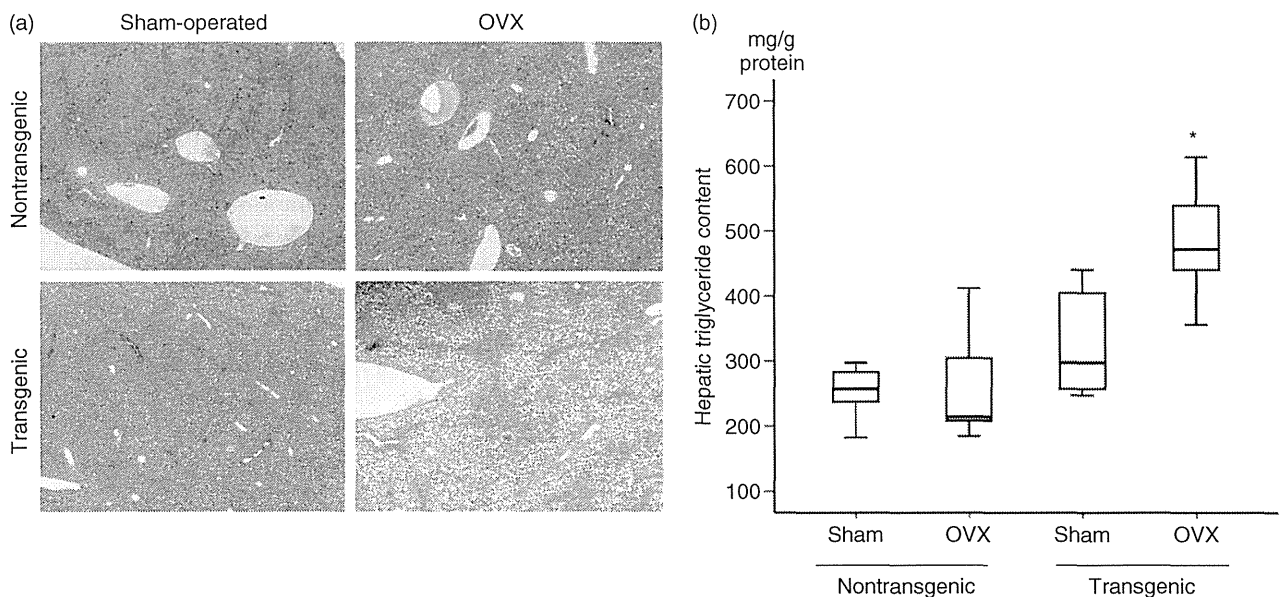 (a)
Sham-operated
OVX
Nontransgenic
Transgenic
(b)
mg/g
protein
Hepatic triglyceride content
700
600
500
400
300
200
100
*
Sham
OVX
Sham
OVX
Nontransgenic
Transgenic